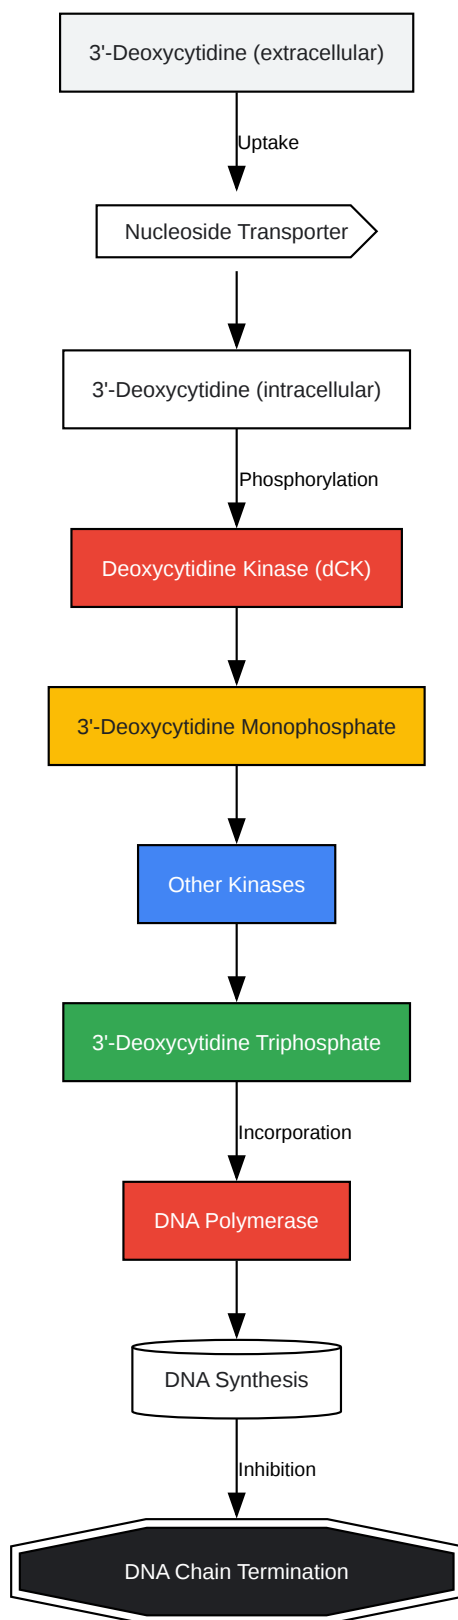 3'-Deoxycytidine (extracellular)
Uptake
Nucleoside Transporter
3'-Deoxycytidine (intracellular)
Phosphorylation
Deoxycytidine Kinase (dCK)
3'-Deoxycytidine Monophosphate
Other Kinases
3'-Deoxycytidine Triphosphate
Incorporation
DNA Polymerase
DNA Synthesis
Inhibition
DNA Chain Termination